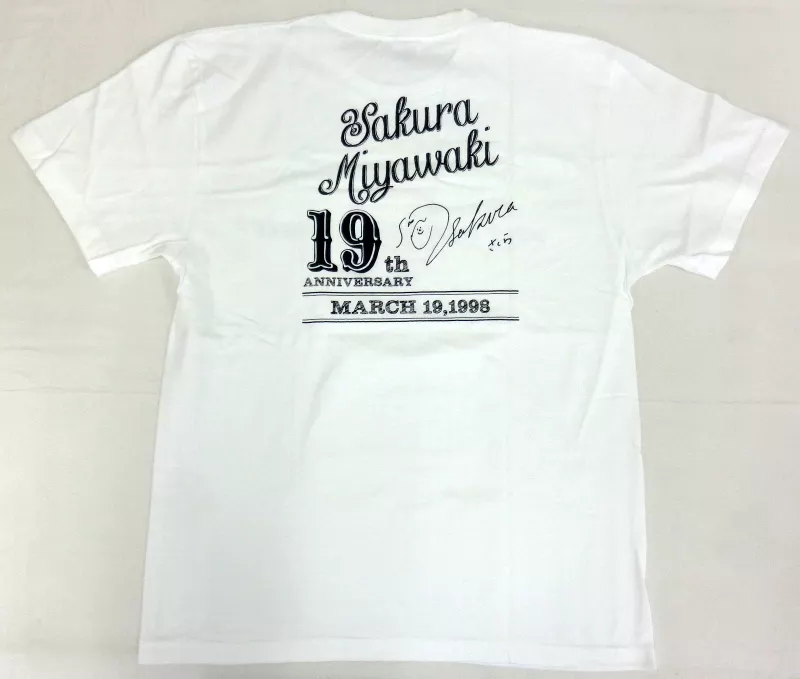 Sakura
Miyawaki
19th
Sakura
さくら
ANNIVERSARY
MARCH 19,1998